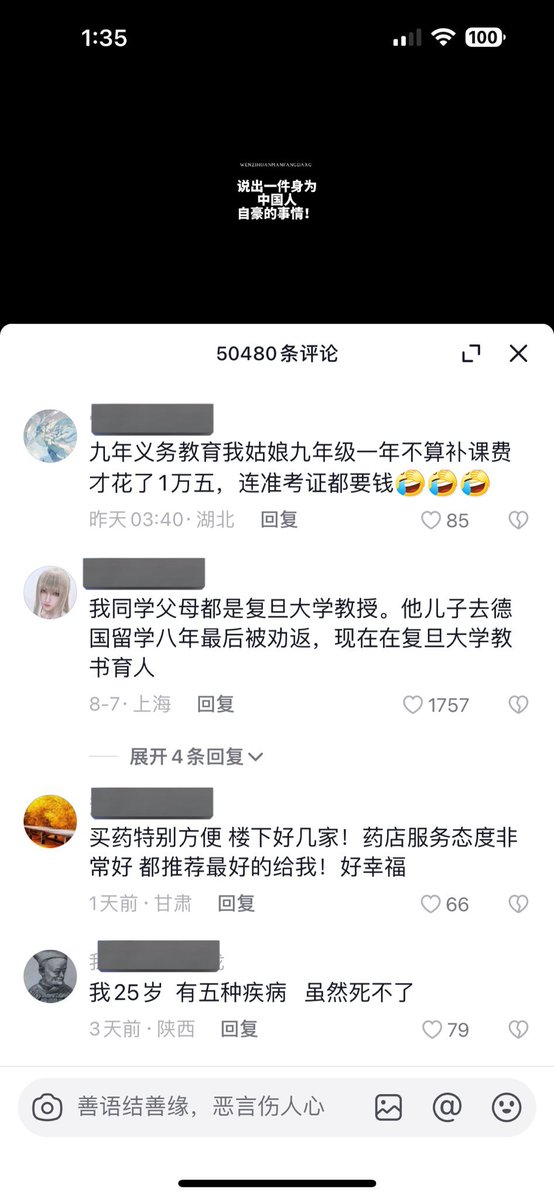 1:35
100
WENZIHUANMANFANGDAXG
说出一件身为
中国人
自豪的事情!
50480条评论
九年义务教育我姑娘九年级一年不算补课费
才花了1万五，连准考证都要钱🤣🤣🤣
昨天 03:40 · 湖北 回复 85
我同学父母都是复旦大学教授。他儿子去德
国留学八年最后被劝返，现在在复旦大学教
书育人
8-7 · 上海 回复 1757
展开4条回复
买药特别方便 楼下好几家！药店服务态度非
常好 都推荐最好的给我！好幸福
1天前 · 甘肃 回复 66
我25岁 有五种疾病 虽然死不了
3天前 · 陕西 回复 79
善语结善缘，恶言伤人心